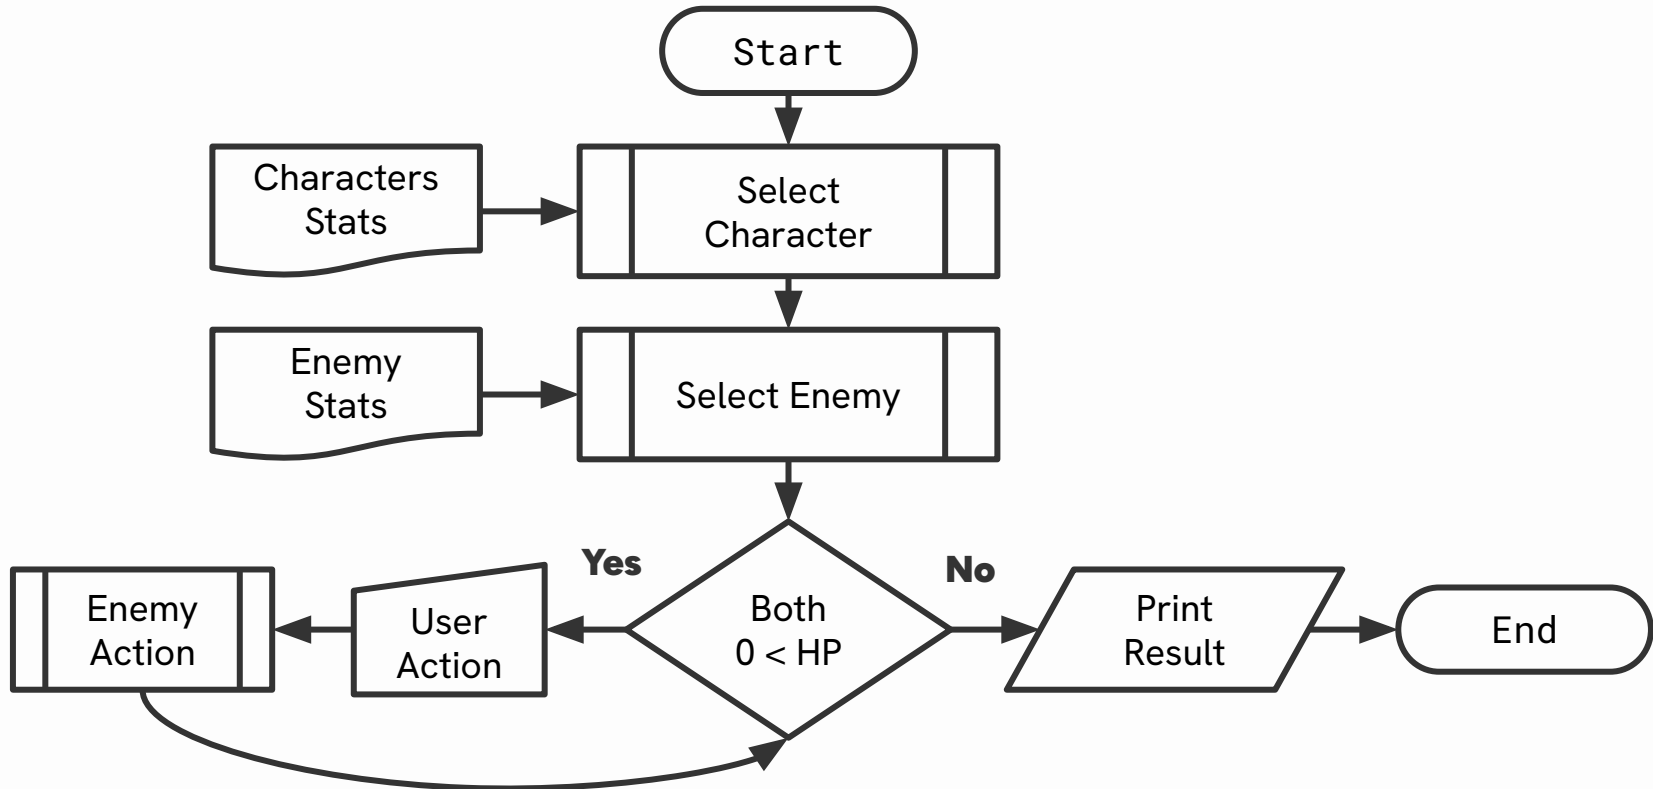 Start
Characters
Stats
Select
Character
Enemy
Stats
Select Enemy
Yes
No
Enemy
Action
User
Action
Both
0 < HP
Print
Result
End